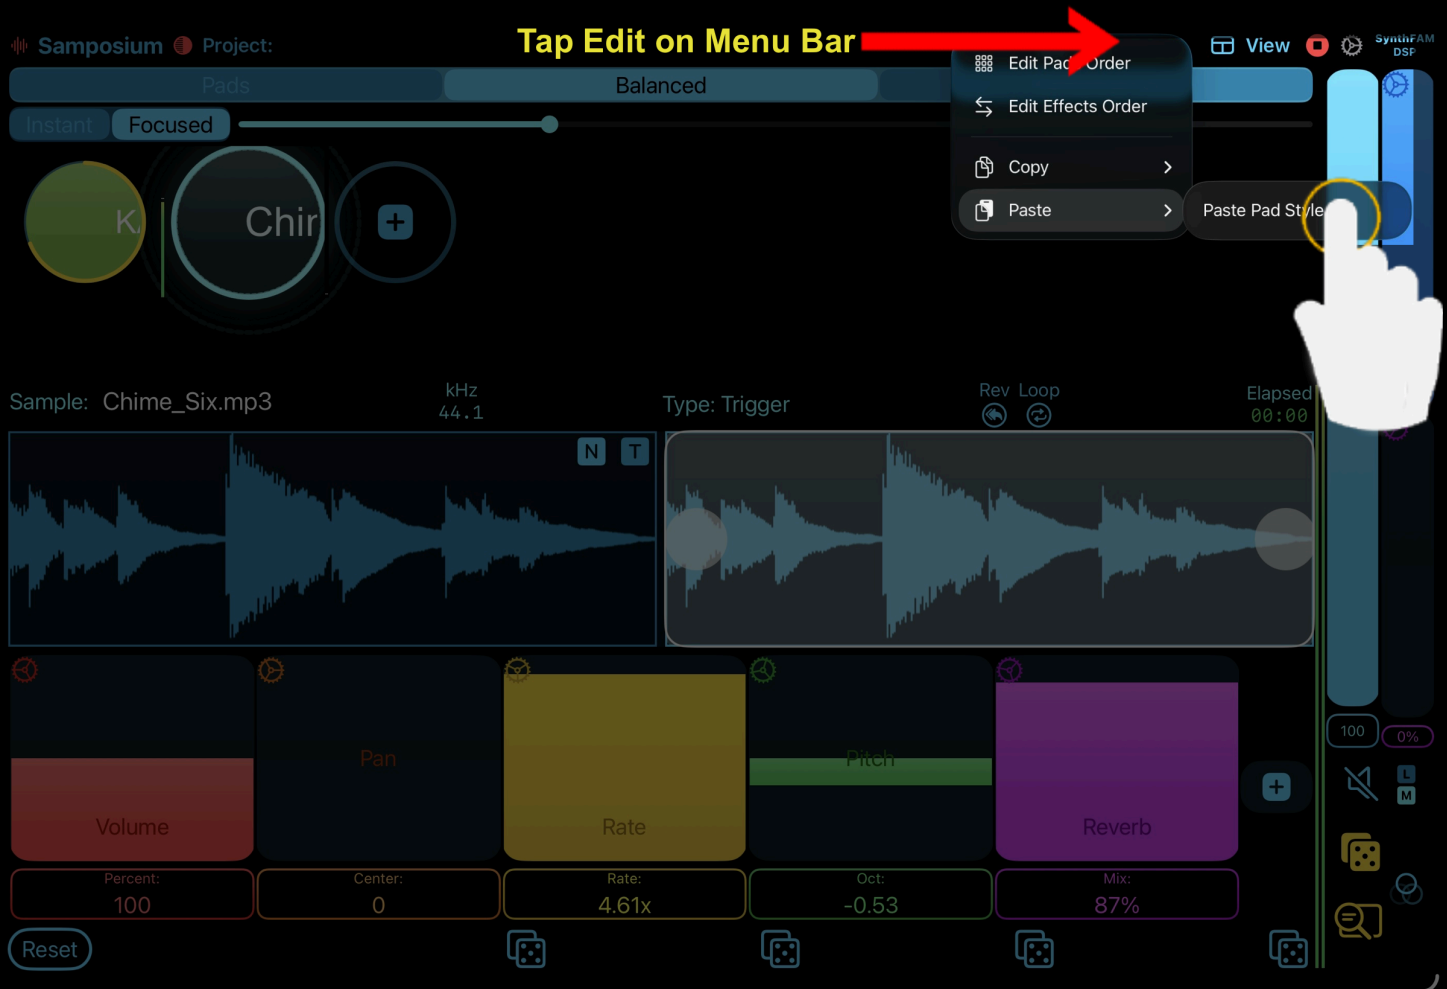 Tap Edit on Menu Bar
Samposium Project:
View
SynthFAM
DSP
Edit Pads Order
Pads
Balanced
Edit Effects Order
Instant
Focused
Copy
Paste
Paste Pad Style
Chim
Sample: Chime_Six.mp3
kHz
44.1
Type: Trigger
Rev Loop
Elapsed
00:00
N T
Volume
Pan
Rate
Pitch
Reverb
100
0%
L
M
Percent:
100
Center:
0
Rate:
4.61x
Oct:
-0.53
Mix:
87%
Reset